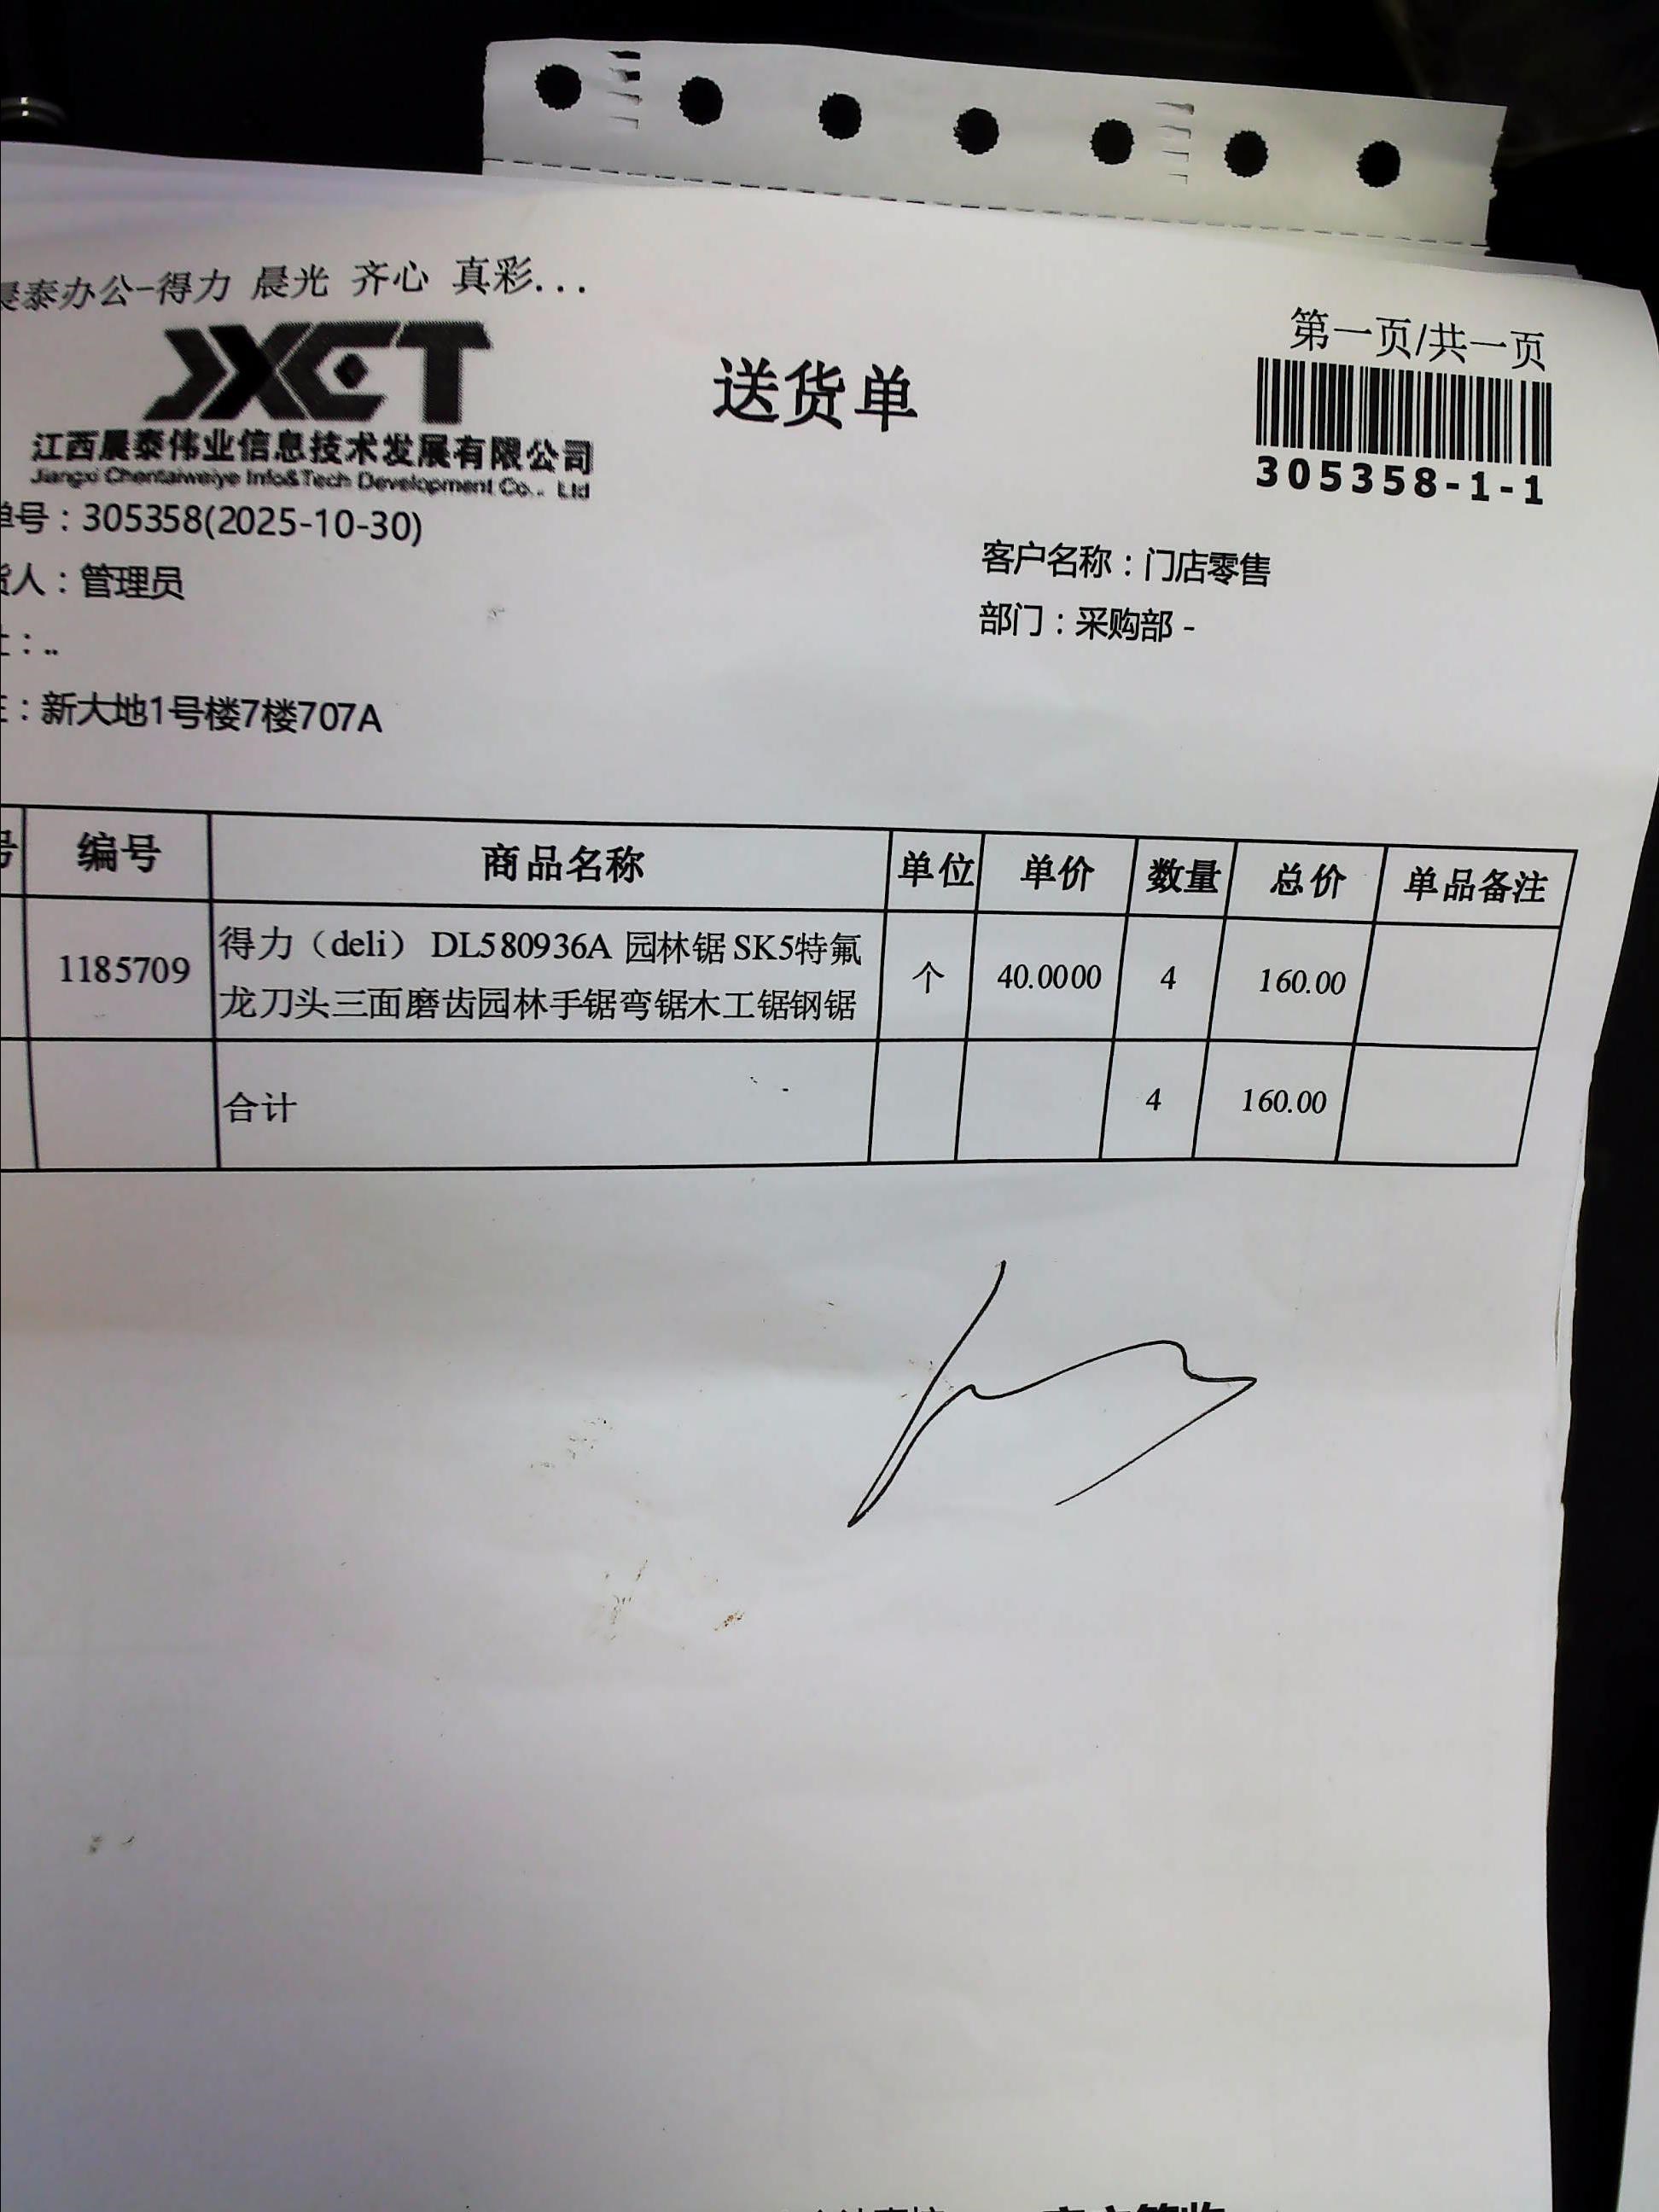 泰办公-得力 晨光 齐心 真彩...
第一页/共一页
JXCT
送货单
305358-1-1
江西晨泰伟业信息技术发展有限公司
Jiangxi Chentaiweiye Info&Tech Development Co., Ltd
单号：305358(2025-10-30)
客户名称：门店零售
货人：管理员
部门：采购部 -
：..
：新大地1号楼7楼707A
号 编号 商品名称 单位 单价 数量 总价 单品备注
1185709 得力（deli） DL580936A 园林锯 SK5特氟 个 40.0000 4 160.00
龙刀头三面磨齿园林手锯弯锯木工锯钢锯
合计 4 160.00